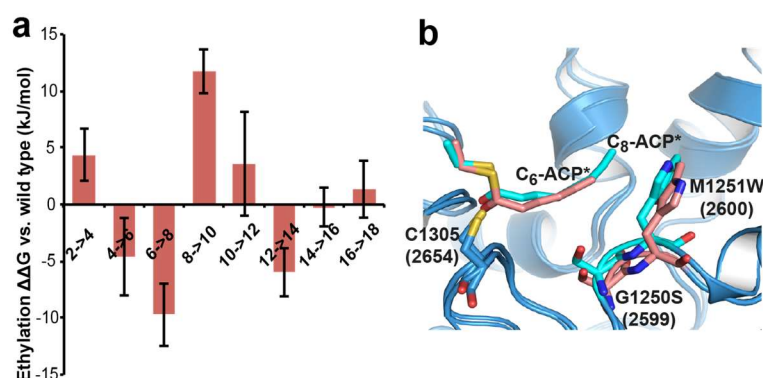 a
Ethylation ΔΔG vs. wild type (kJ/mol)
15
10
5
0
-5
-10
-15
2->4
4->6
6->8
8->10
10->12
12->14
14->16
16->18
b
C8-ACP*
C6-ACP*
M1251W
(2600)
C1305
(2654)
G1250S
(2599)